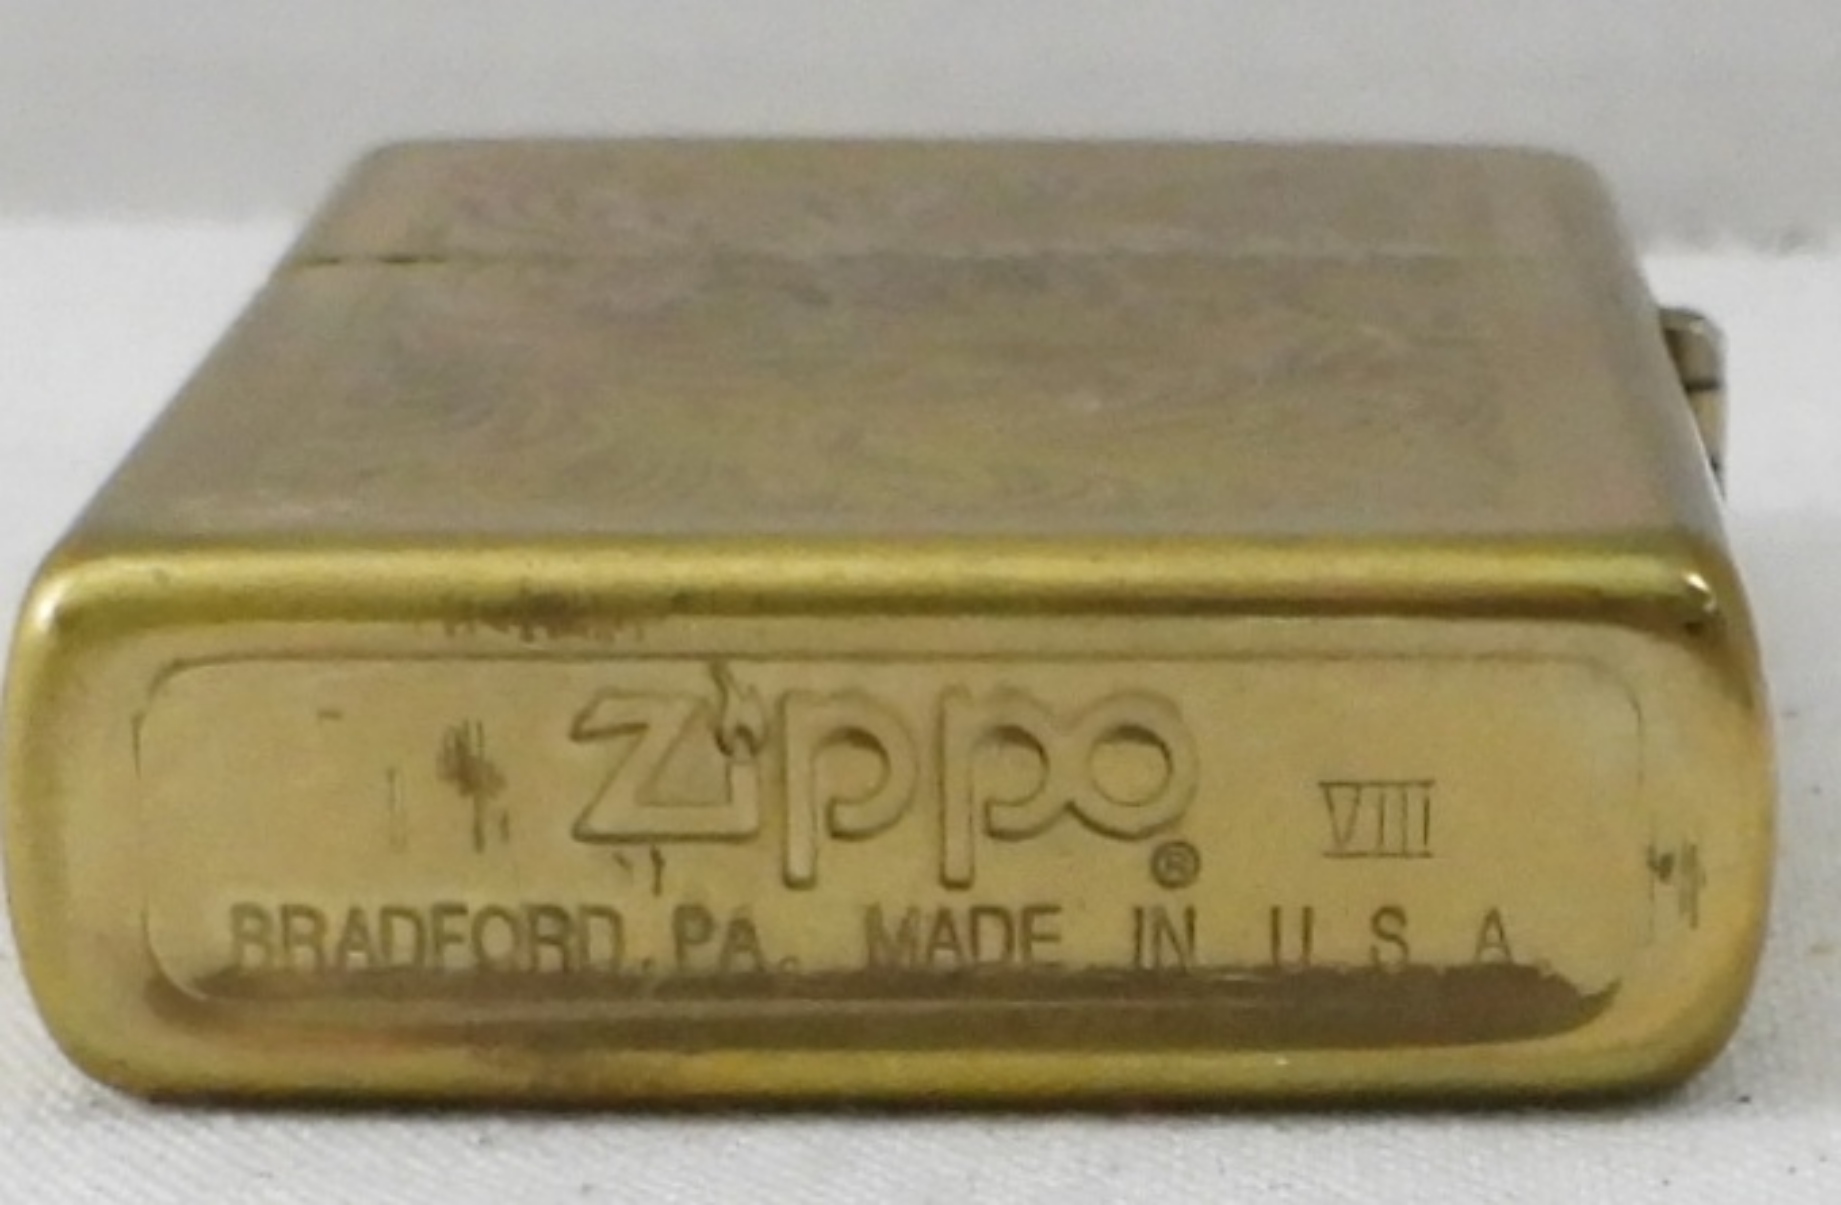 Zippo ® VIII
BRADFORD, PA. MADE IN U.S.A.